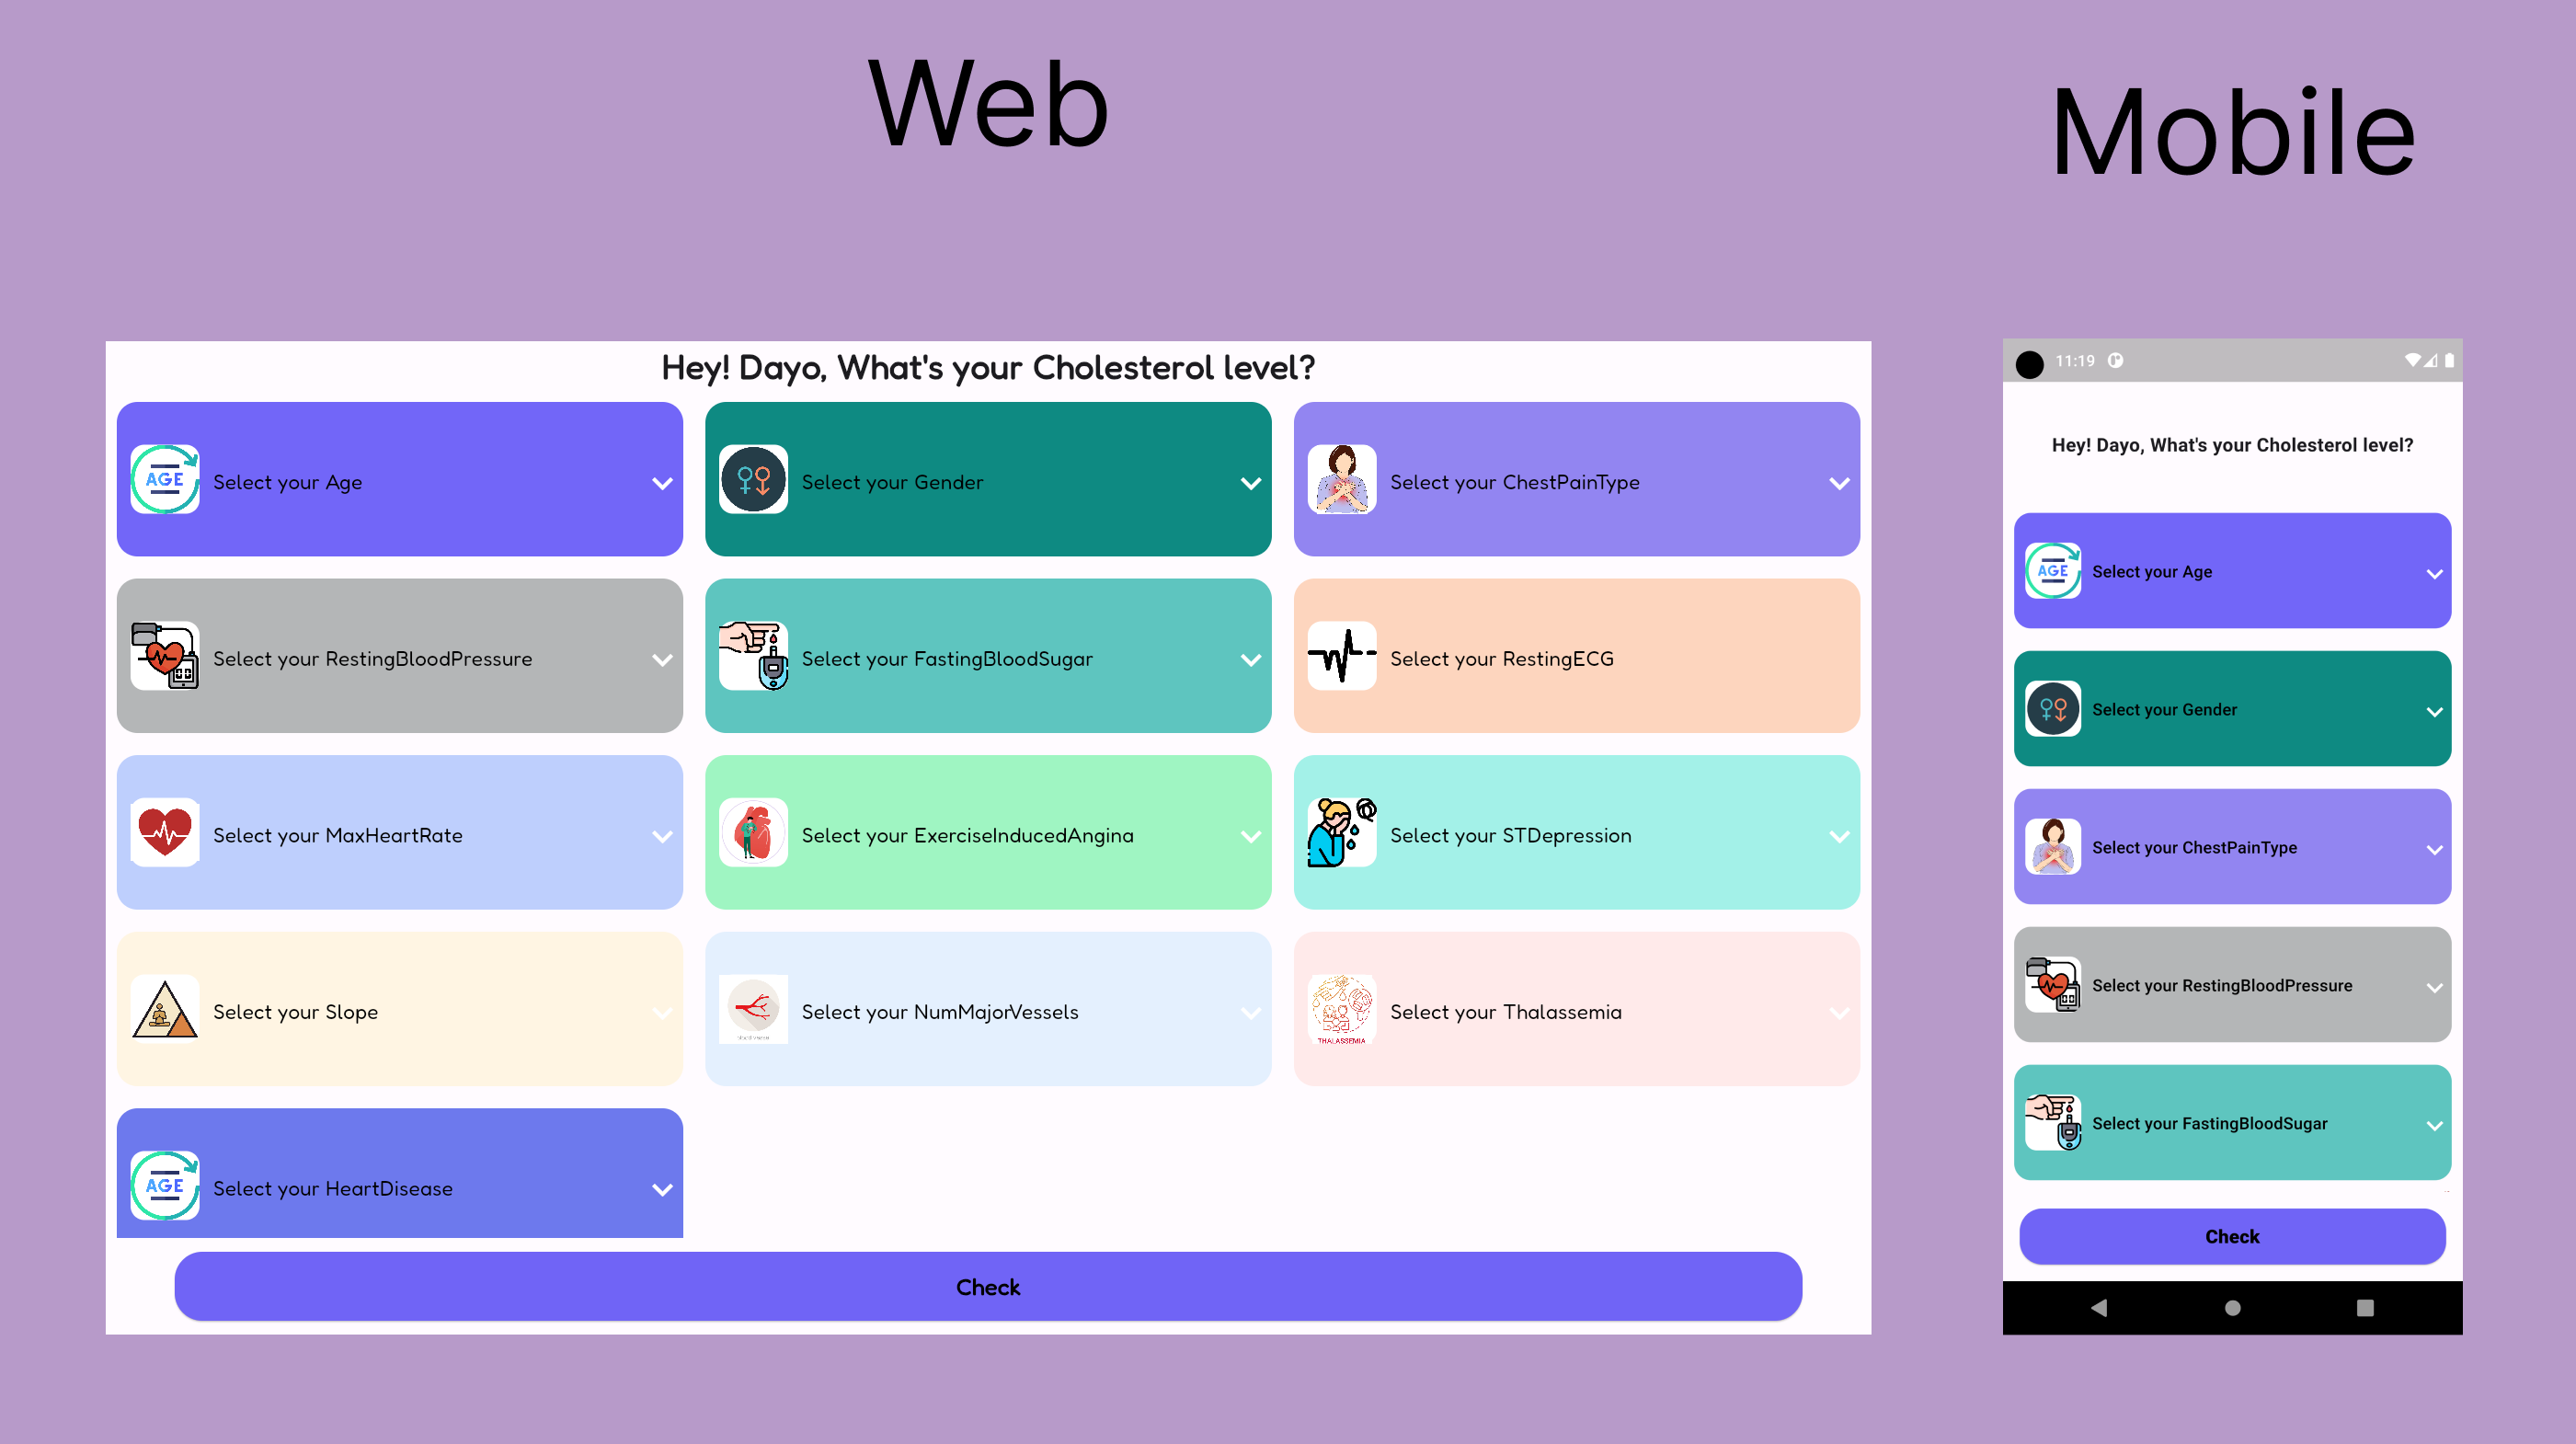 Web
Mobile
Hey! Dayo, What's your Cholesterol level?
AGE
Select your Age
Select your Gender
Select your ChestPainType
Select your RestingBloodPressure
Select your FastingBloodSugar
Select your RestingECG
Select your MaxHeartRate
Select your ExerciseInducedAngina
Select your STDepression
Select your Slope
Select your NumMajorVessels
THALASSEMIA
Select your Thalassemia
AGE
Select your HeartDisease
Check
11:19
Hey! Dayo, What's your Cholesterol level?
AGE
Select your Age
Select your Gender
Select your ChestPainType
Select your RestingBloodPressure
Select your FastingBloodSugar
Check